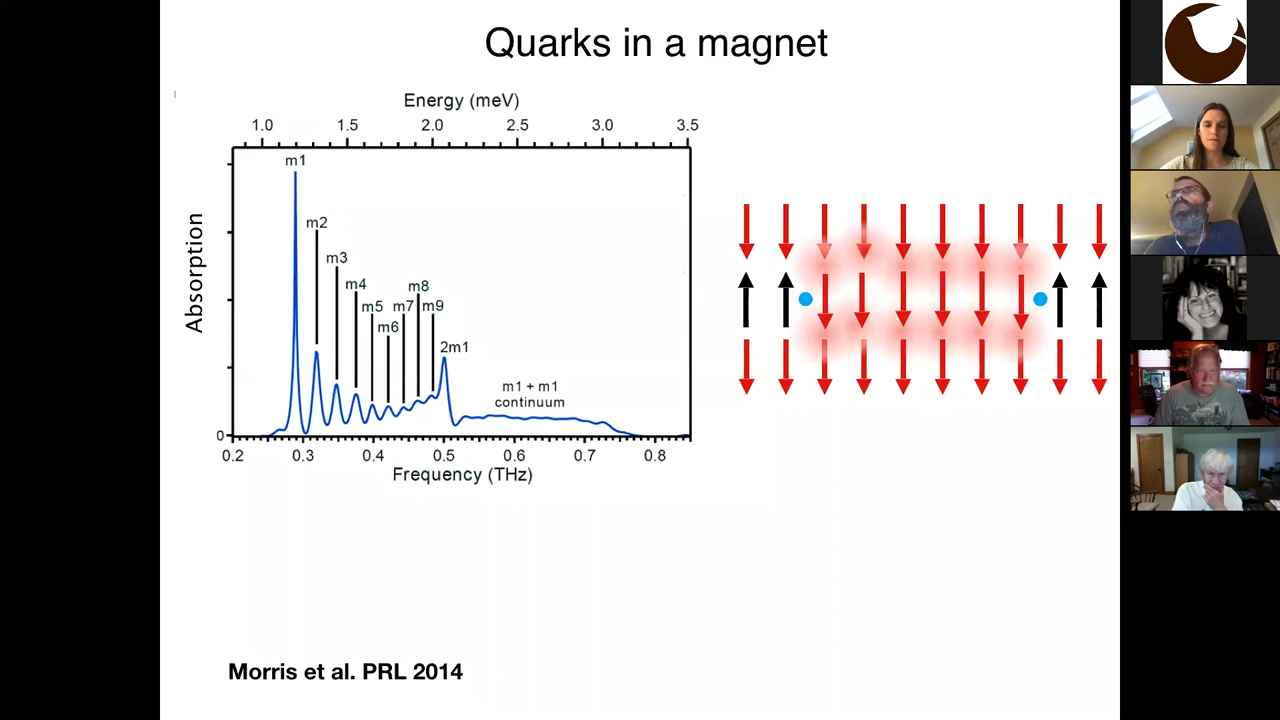 Quarks in a magnet
Energy (meV)
1.0 1.5 2.0 2.5 3.0 3.5
m1
m2
m3
m4
m5
m6
m7
m8
m9
2m1
m1 + m1
continuum
Absorption
0
0.2 0.3 0.4 0.5 0.6 0.7 0.8
Frequency (THz)
Morris et al. PRL 2014